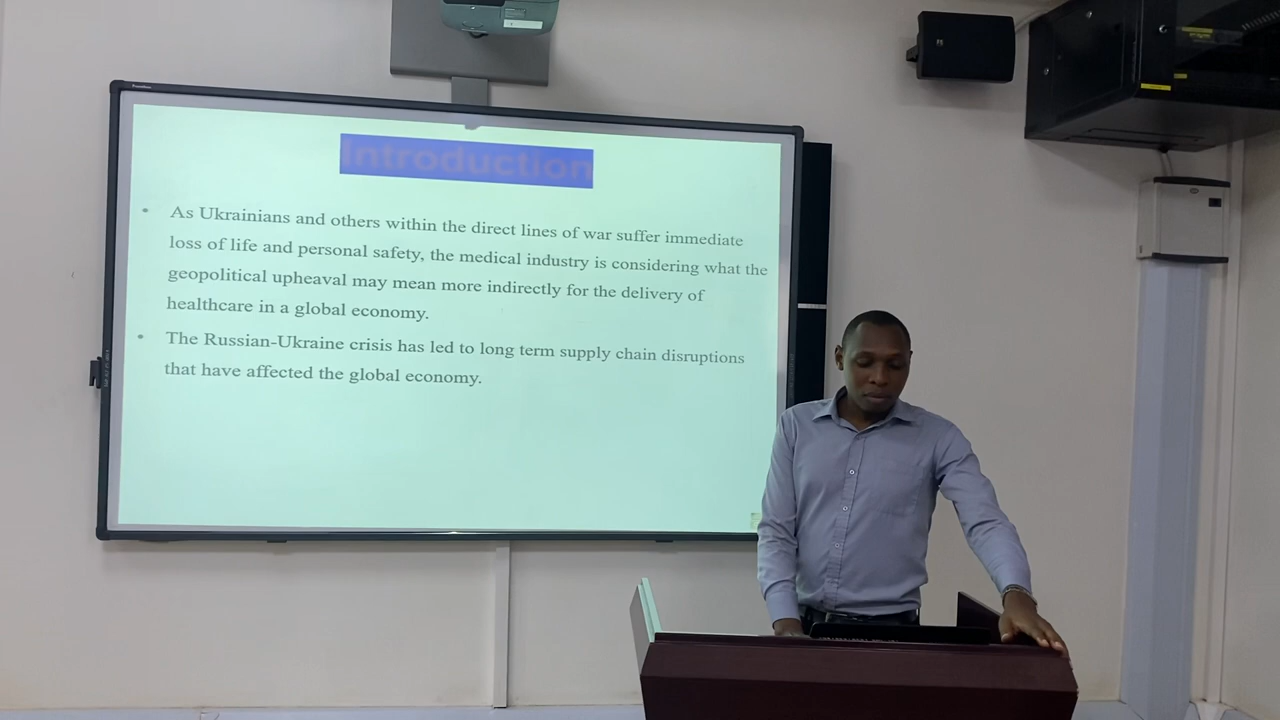 Introduction
• As Ukrainians and others within the direct lines of war suffer immediate
loss of life and personal safety, the medical industry is considering what the
geopolitical upheaval may mean more indirectly for the delivery of
healthcare in a global economy.
• The Russian-Ukraine crisis has led to long term supply chain disruptions
that have affected the global economy.